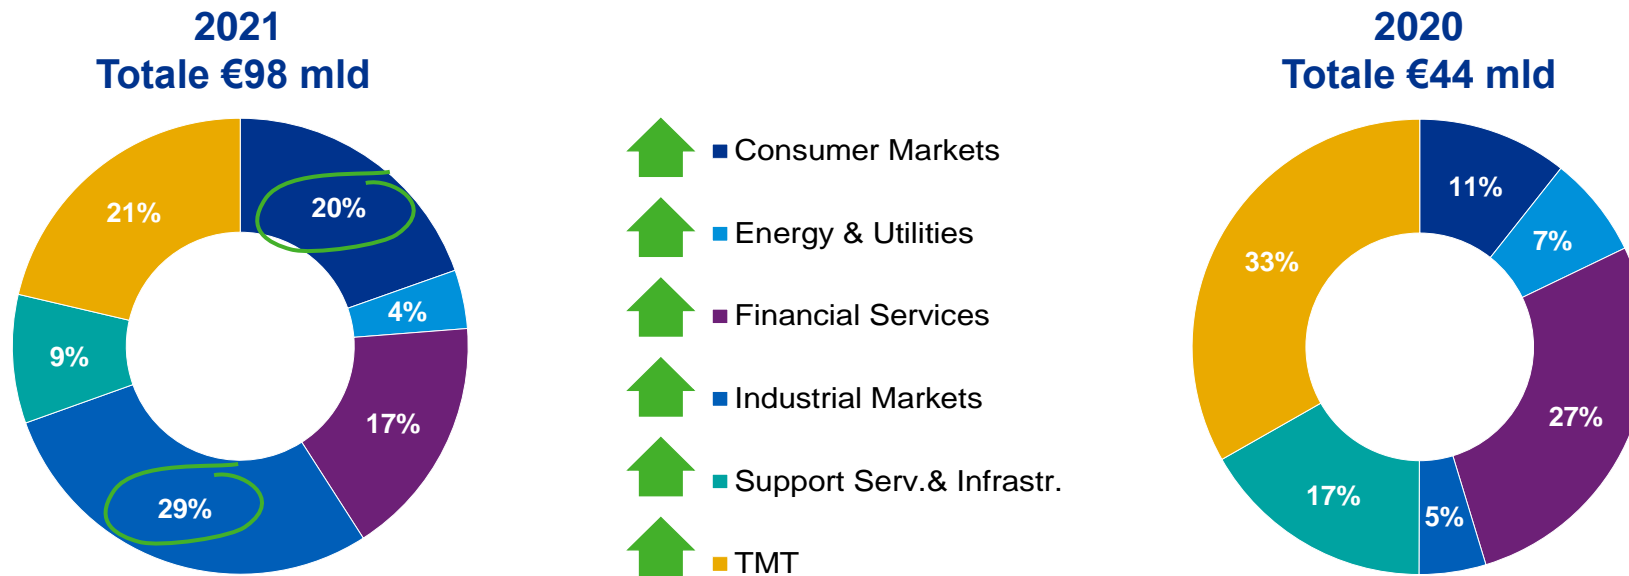 2021
Totale €98 mld
21%
20%
4%
9%
17%
29%
Consumer Markets
Energy & Utilities
Financial Services
Industrial Markets
Support Serv.& Infrastr.
TMT
2020
Totale €44 mld
11%
7%
33%
27%
17%
5%